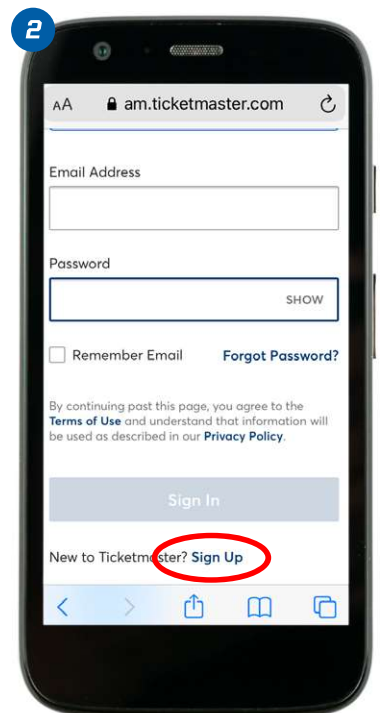 2
AA am.ticketmaster.com
Email Address
Password
SHOW
Remember Email Forgot Password?
By continuing past this page, you agree to the
Terms of Use and understand that information will
be used as described in our Privacy Policy.
Sign In
New to Ticketmaster? Sign Up